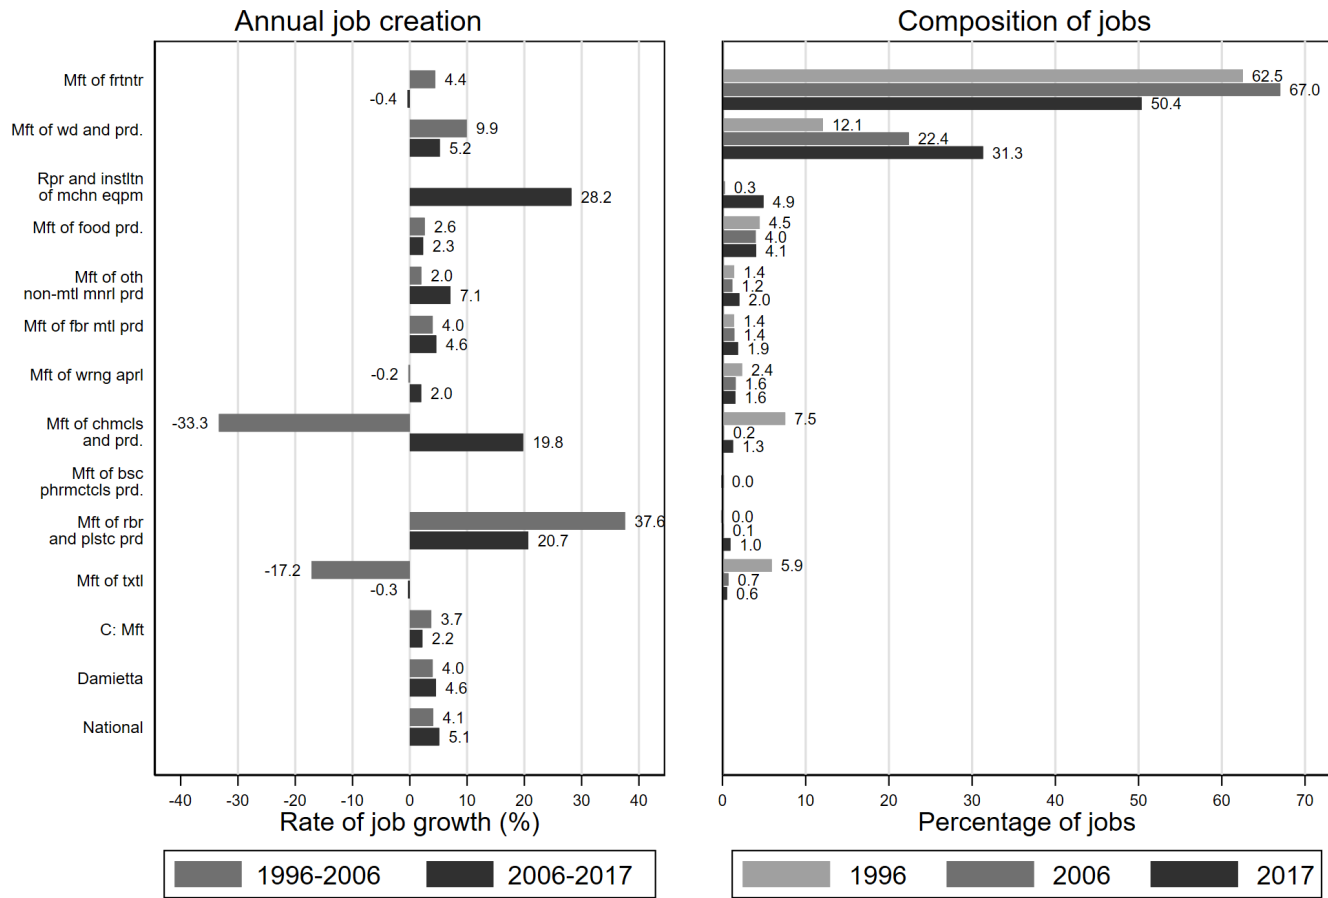 Annual job creation
Mft of frtntr
4.4
-0.4
Mft of wd and prd.
9.9
5.2
Rpr and instltn
of mchn eqpm
28.2
Mft of food prd.
2.6
2.3
Mft of oth
non-mtl mnrl prd
2.0
7.1
Mft of fbr mtl prd
4.0
4.6
Mft of wrng aprl
-0.2
2.0
Mft of chmcls
and prd.
-33.3
19.8
Mft of bsc
phrmctcls prd.
Mft of rbr
and plstc prd
37.6
20.7
Mft of txtl
-17.2
-0.3
C: Mft
3.7
2.2
Damietta
4.0
4.6
National
4.1
5.1
-40 -30 -20 -10 0 10 20 30 40
Rate of job growth (%)
1996-2006 2006-2017
Composition of jobs
62.5
67.0
50.4
12.1
22.4
31.3
0.3
4.9
4.5
4.0
4.1
1.4
1.2
2.0
1.4
1.4
1.9
2.4
1.6
1.6
7.5
0.2
1.3
0.0
0.0
0.1
1.0
5.9
0.7
0.6
0 10 20 30 40 50 60 70
Percentage of jobs
1996 2006 2017